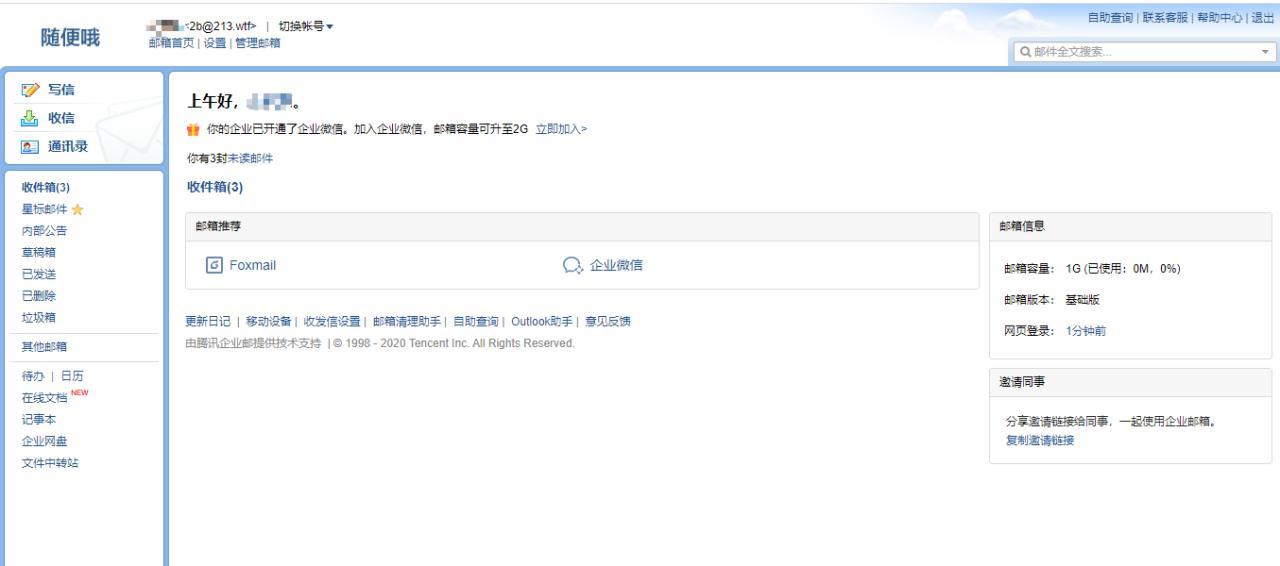 随便哦
<2b@213.wtf> | 切换帐号
邮箱首页 | 设置 | 管理邮箱
自助查询 | 联系客服 | 帮助中心 | 退出
邮件全文搜索...
写信
收信
通讯录
收件箱(3)
星标邮件
内部公告
草稿箱
已发送
已删除
垃圾箱
其他邮箱
待办 | 日历
在线文档 NEW
记事本
企业网盘
文件中转站
上午好, 。
你的企业已开通了企业微信。加入企业微信,邮箱容量可升至2G 立即加入>
你有3封未读邮件
收件箱(3)
邮箱推荐
Foxmail
企业微信
更新日记 | 移动设备 | 收发信设置 | 邮箱清理助手 | 自助查询 | Outlook助手 | 意见反馈
由腾讯企业邮提供技术支持 | © 1998 - 2020 Tencent Inc. All Rights Reserved.
邮箱信息
邮箱容量: 1G (已使用:0M,0%)
邮箱版本: 基础版
网页登录: 1分钟前
邀请同事
分享邀请链接给同事,一起使用企业邮箱。
复制邀请链接